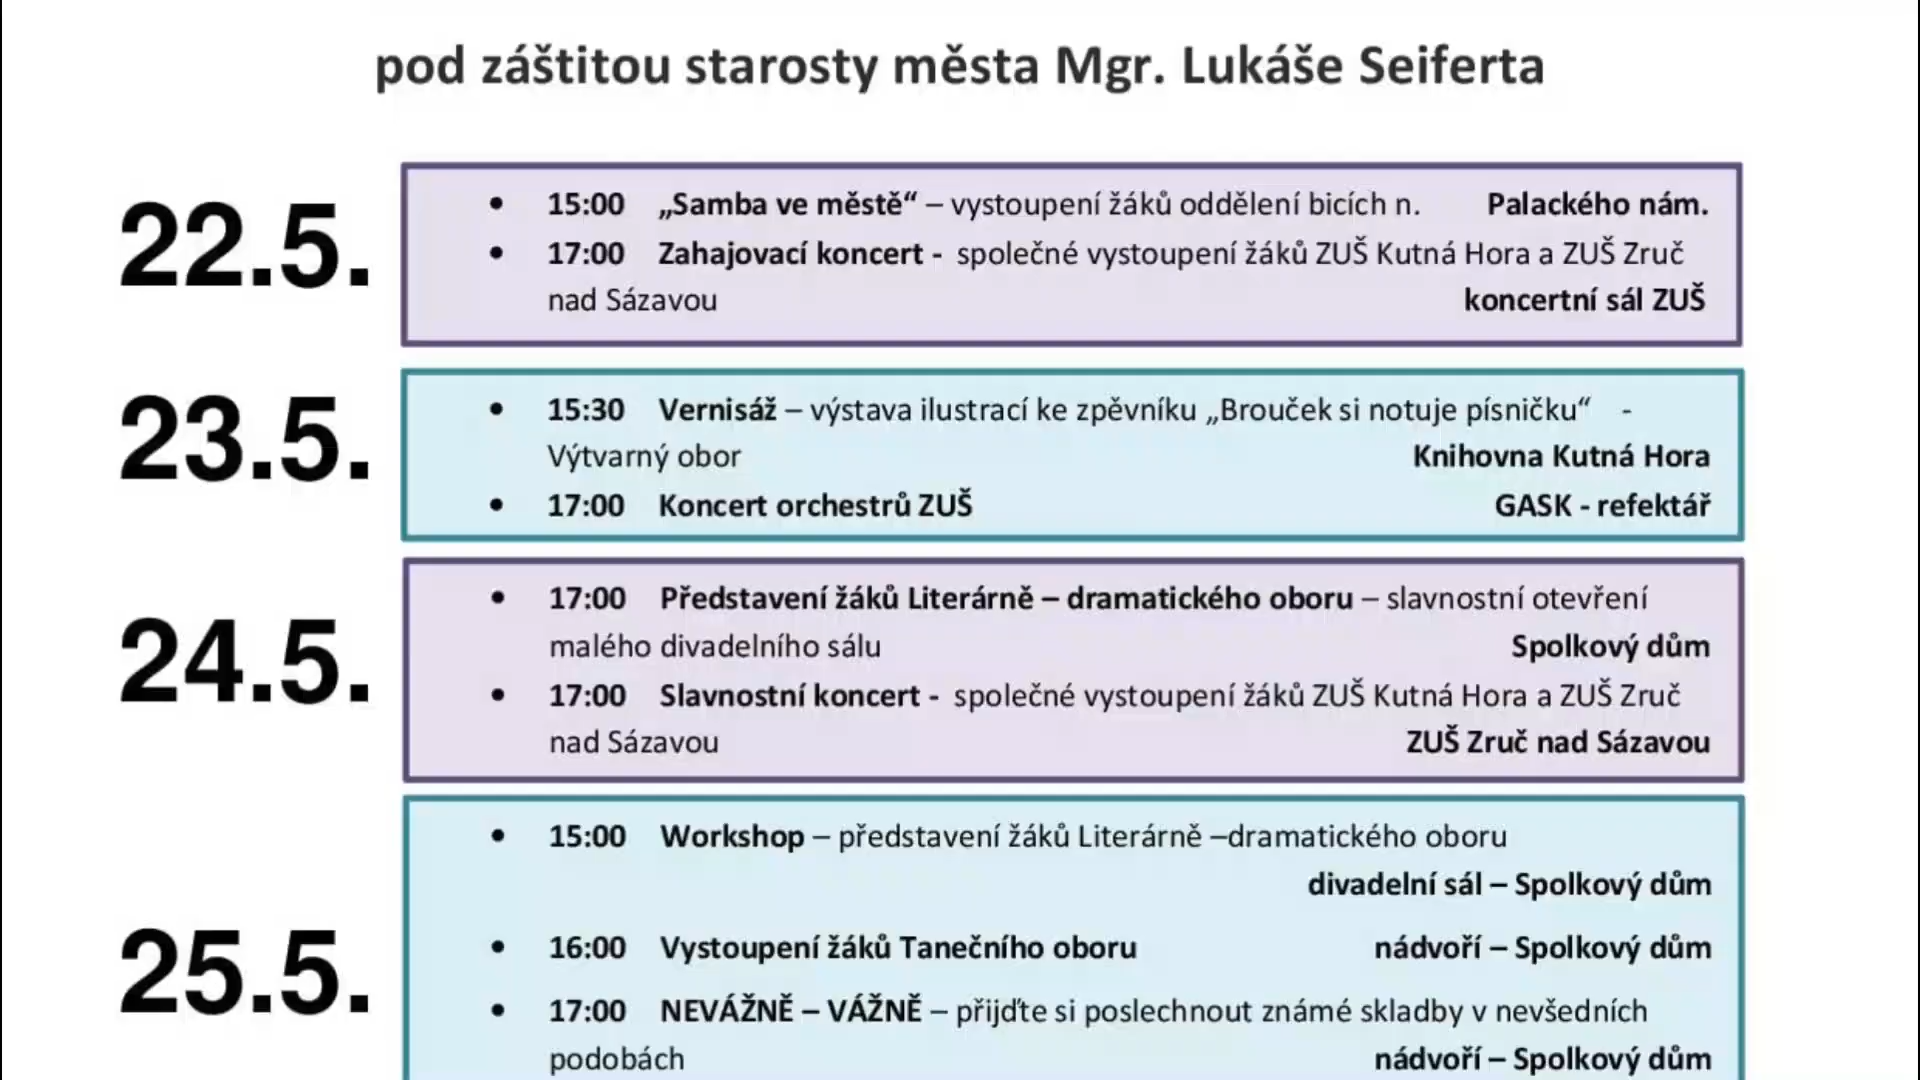 pod záštitou starosty města Mgr. Lukáše Seiferta
22.5.
• 15:00 „Samba ve městě“ – vystoupení žáků oddělení bicích n. Palackého nám.
• 17:00 Zahajovací koncert - společné vystoupení žáků ZUŠ Kutná Hora a ZUŠ Zruč
nad Sázavou koncertní sál ZUŠ
23.5.
• 15:30 Vernisáž – výstava ilustrací ke zpěvníku „Brouček si notuje písničku“ -
Výtvarný obor Knihovna Kutná Hora
• 17:00 Koncert orchestrů ZUŠ GASK - refektář
24.5.
• 17:00 Představení žáků Literárně – dramatického oboru – slavnostní otevření
malého divadelního sálu Spolkový dům
• 17:00 Slavnostní koncert - společné vystoupení žáků ZUŠ Kutná Hora a ZUŠ Zruč
nad Sázavou ZUŠ Zruč nad Sázavou
25.5.
• 15:00 Workshop – představení žáků Literárně –dramatického oboru
divadelní sál – Spolkový dům
• 16:00 Vystoupení žáků Tanečního oboru nádvoří – Spolkový dům
• 17:00 NEVÁŽNĚ – VÁŽNĚ – přijďte si poslechnout známé skladby v nevšedních
podobách nádvoří – Spolkový dům